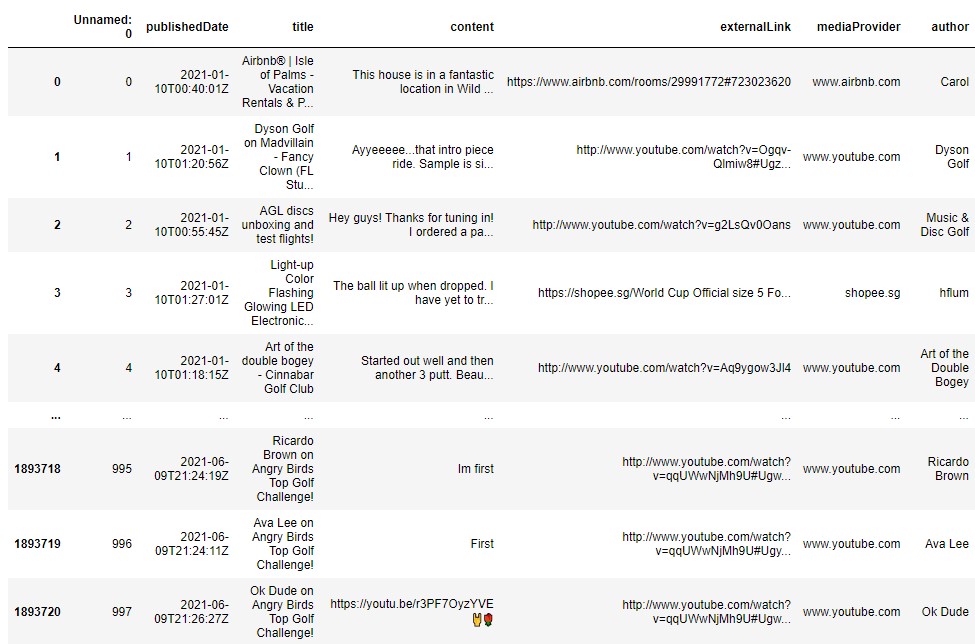 Unnamed: 0 publishedDate title content externalLink mediaProvider author
0 0 2021-01-10T00:40:01Z Airbnb® | Isle of Palms - Vacation Rentals & P... This house is in a fantastic location in Wild ... https://www.airbnb.com/rooms/29991772#723023620 www.airbnb.com Carol
1 1 2021-01-10T01:20:56Z Dyson Golf on Madvillain - Fancy Clown (FL Stu... Ayyeeeee...that intro piece ride. Sample is si... http://www.youtube.com/watch?v=Ogqv-QImiw8#Ugz... www.youtube.com Dyson Golf
2 2 2021-01-10T00:55:45Z AGL discs unboxing and test flights! Hey guys! Thanks for tuning in! I ordered a pa... http://www.youtube.com/watch?v=g2LsQv0Oans www.youtube.com Music & Disc Golf
3 3 2021-01-10T01:27:01Z Light-up Color Flashing Glowing LED Electronic... The ball lit up when dropped. I have yet to tr... https://shopee.sg/World Cup Official size 5 Fo... shopee.sg hflum
4 4 2021-01-10T01:18:15Z Art of the double bogey - Cinnabar Golf Club Started out well and then another 3 putt. Beau... http://www.youtube.com/watch?v=Aq9ygow3JI4 www.youtube.com Art of the Double Bogey
... ... ... ... ... ... ... ...
1893718 995 2021-06-09T21:24:19Z Ricardo Brown on Angry Birds Top Golf Challenge! Im first http://www.youtube.com/watch?v=qqUWwNjMh9U#Ugw... www.youtube.com Ricardo Brown
1893719 996 2021-06-09T21:24:11Z Ava Lee on Angry Birds Top Golf Challenge! First http://www.youtube.com/watch?v=qqUWwNjMh9U#Ugy... www.youtube.com Ava Lee
1893720 997 2021-06-09T21:26:27Z Ok Dude on Angry Birds Top Golf Challenge! https://youtu.be/r3PF7OyzYVE 🤘🌹 http://www.youtube.com/watch?v=qqUWwNjMh9U#Ugw... www.youtube.com Ok Dude